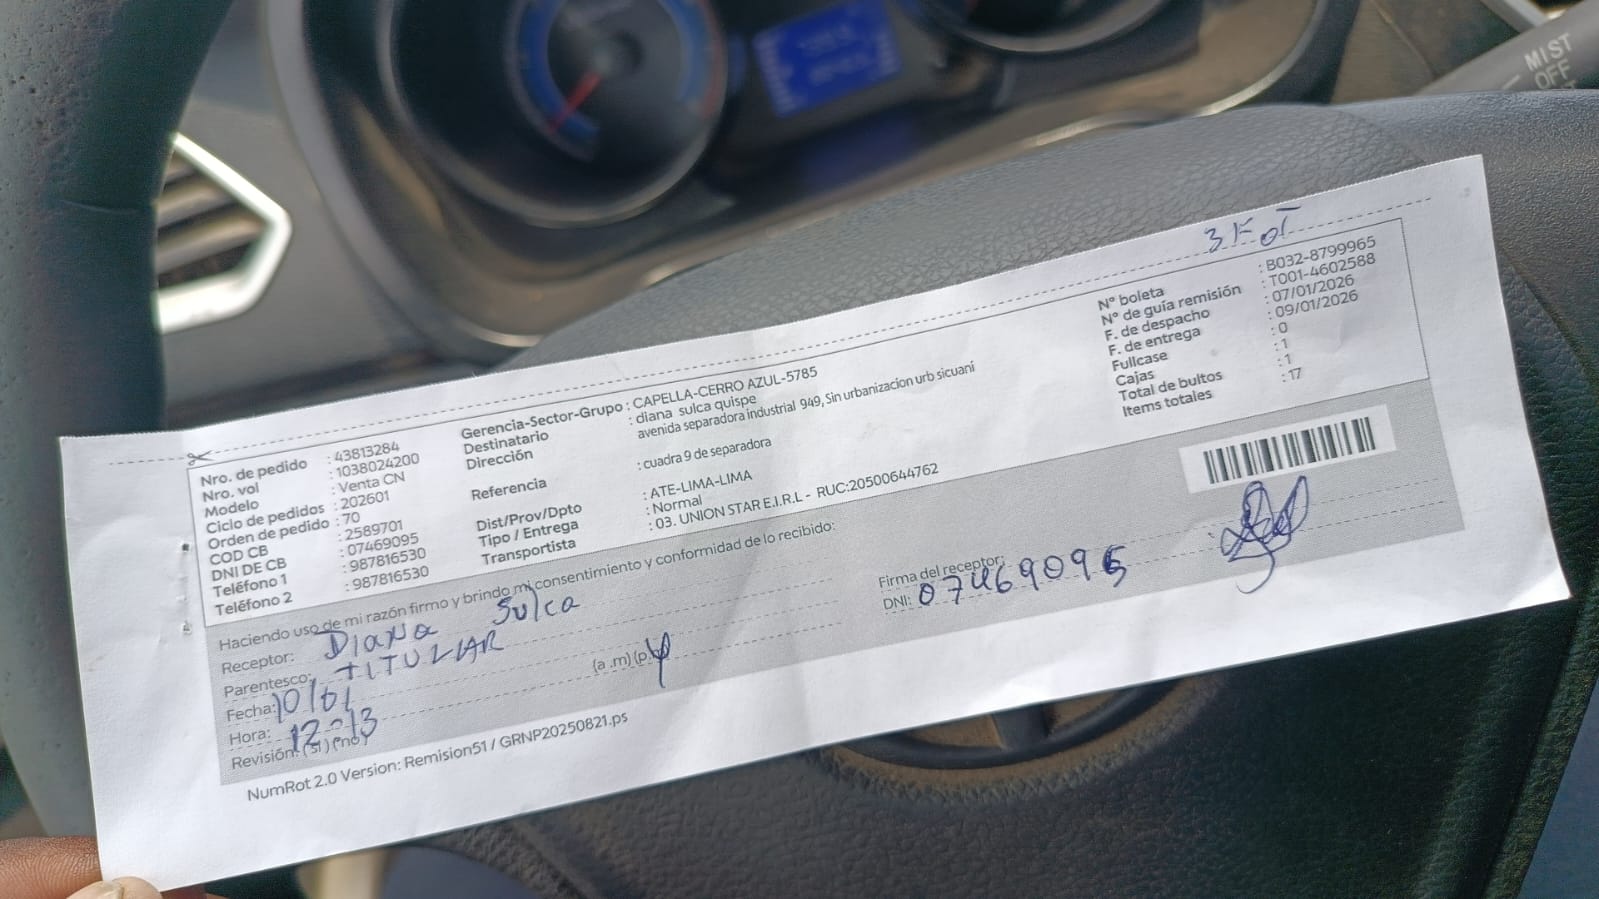 MIST
OFF
3 F OT
Nro. de pedido : 43813284
Nro. vol : 1038024200
Modelo : Venta CN
Ciclo de pedidos : 202601
Orden de pedido : 70
COD CB : 2589701
DNI DE CB : 07469095
Teléfono 1 : 987816530
Teléfono 2 : 987816530
Gerencia-Sector-Grupo : CAPELLA-CERRO AZUL-5785
Destinatario : diana sulca quispe
Dirección avenida separadora industrial 949, Sin urbanizacion urb sicuani
Referencia : cuadra 9 de separadora
Dist/Prov/Dpto : ATE-LIMA-LIMA
Tipo / Entrega : Normal
Transportista : 03. UNION STAR E.I.R.L - RUC:20500644762
N° boleta : B032-8799965
N° de guía remisión : T001-4602588
F. de despacho : 07/01/2026
F. de entrega : 09/01/2026
Fullcase : 0
Cajas : 1
Total de bultos : 1
Items totales : 17
Haciendo uso de mi razón firmo y brindo mi consentimiento y conformidad de lo recibido:
Receptor: Diana Sulca
Parentesco: TITULAR
Fecha: 10/01
Hora: 12:13 (a .m) (p.
Revisión: (si) (no)
Firma del receptor:
DNI: 07469095
NumRot 2.0 Version: Remision51 / GRNP20250821.ps